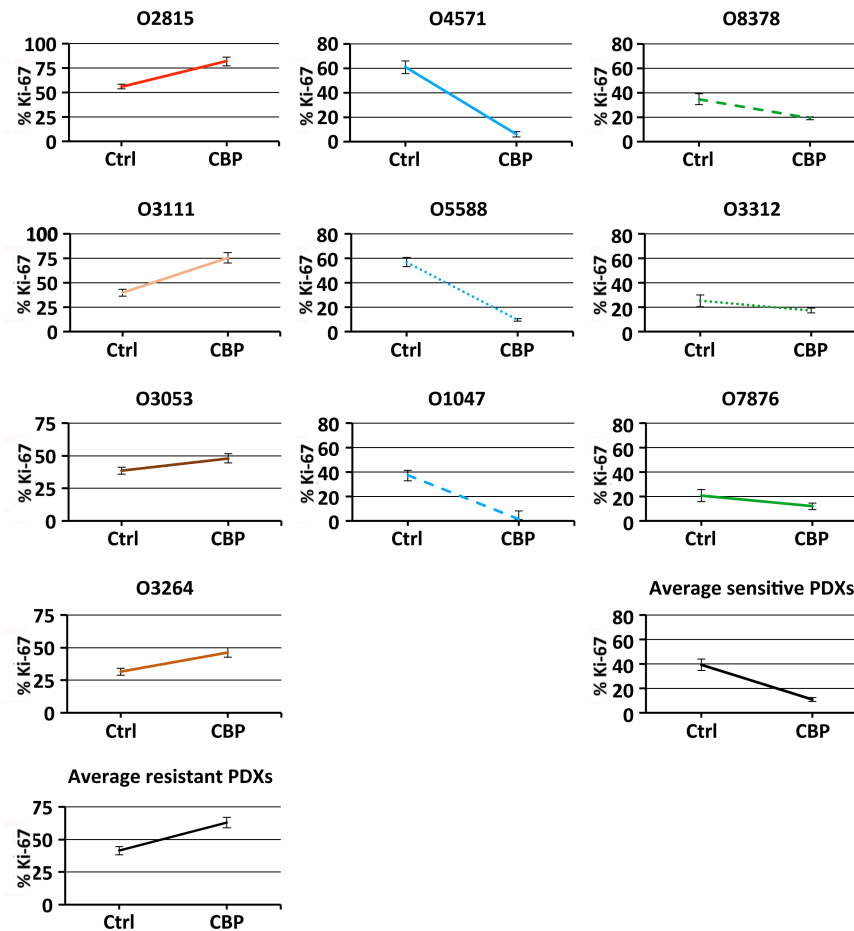 O2815
% Ki-67
100
75
50
25
0
Ctrl CBP
O4571
% Ki-67
80
60
40
20
0
Ctrl CBP
O8378
% Ki-67
80
60
40
20
0
Ctrl CBP
O3111
% Ki-67
100
75
50
25
0
Ctrl CBP
O5588
% Ki-67
80
60
40
20
0
Ctrl CBP
O3312
% Ki-67
80
60
40
20
0
Ctrl CBP
O3053
% Ki-67
75
50
25
0
Ctrl CBP
O1047
% Ki-67
80
60
40
20
0
Ctrl CBP
O7876
% Ki-67
80
60
40
20
0
Ctrl CBP
O3264
% Ki-67
75
50
25
0
Ctrl CBP
Average sensitive PDXs
% Ki-67
80
60
40
20
0
Ctrl CBP
Average resistant PDXs
% Ki-67
75
50
25
0
Ctrl CBP